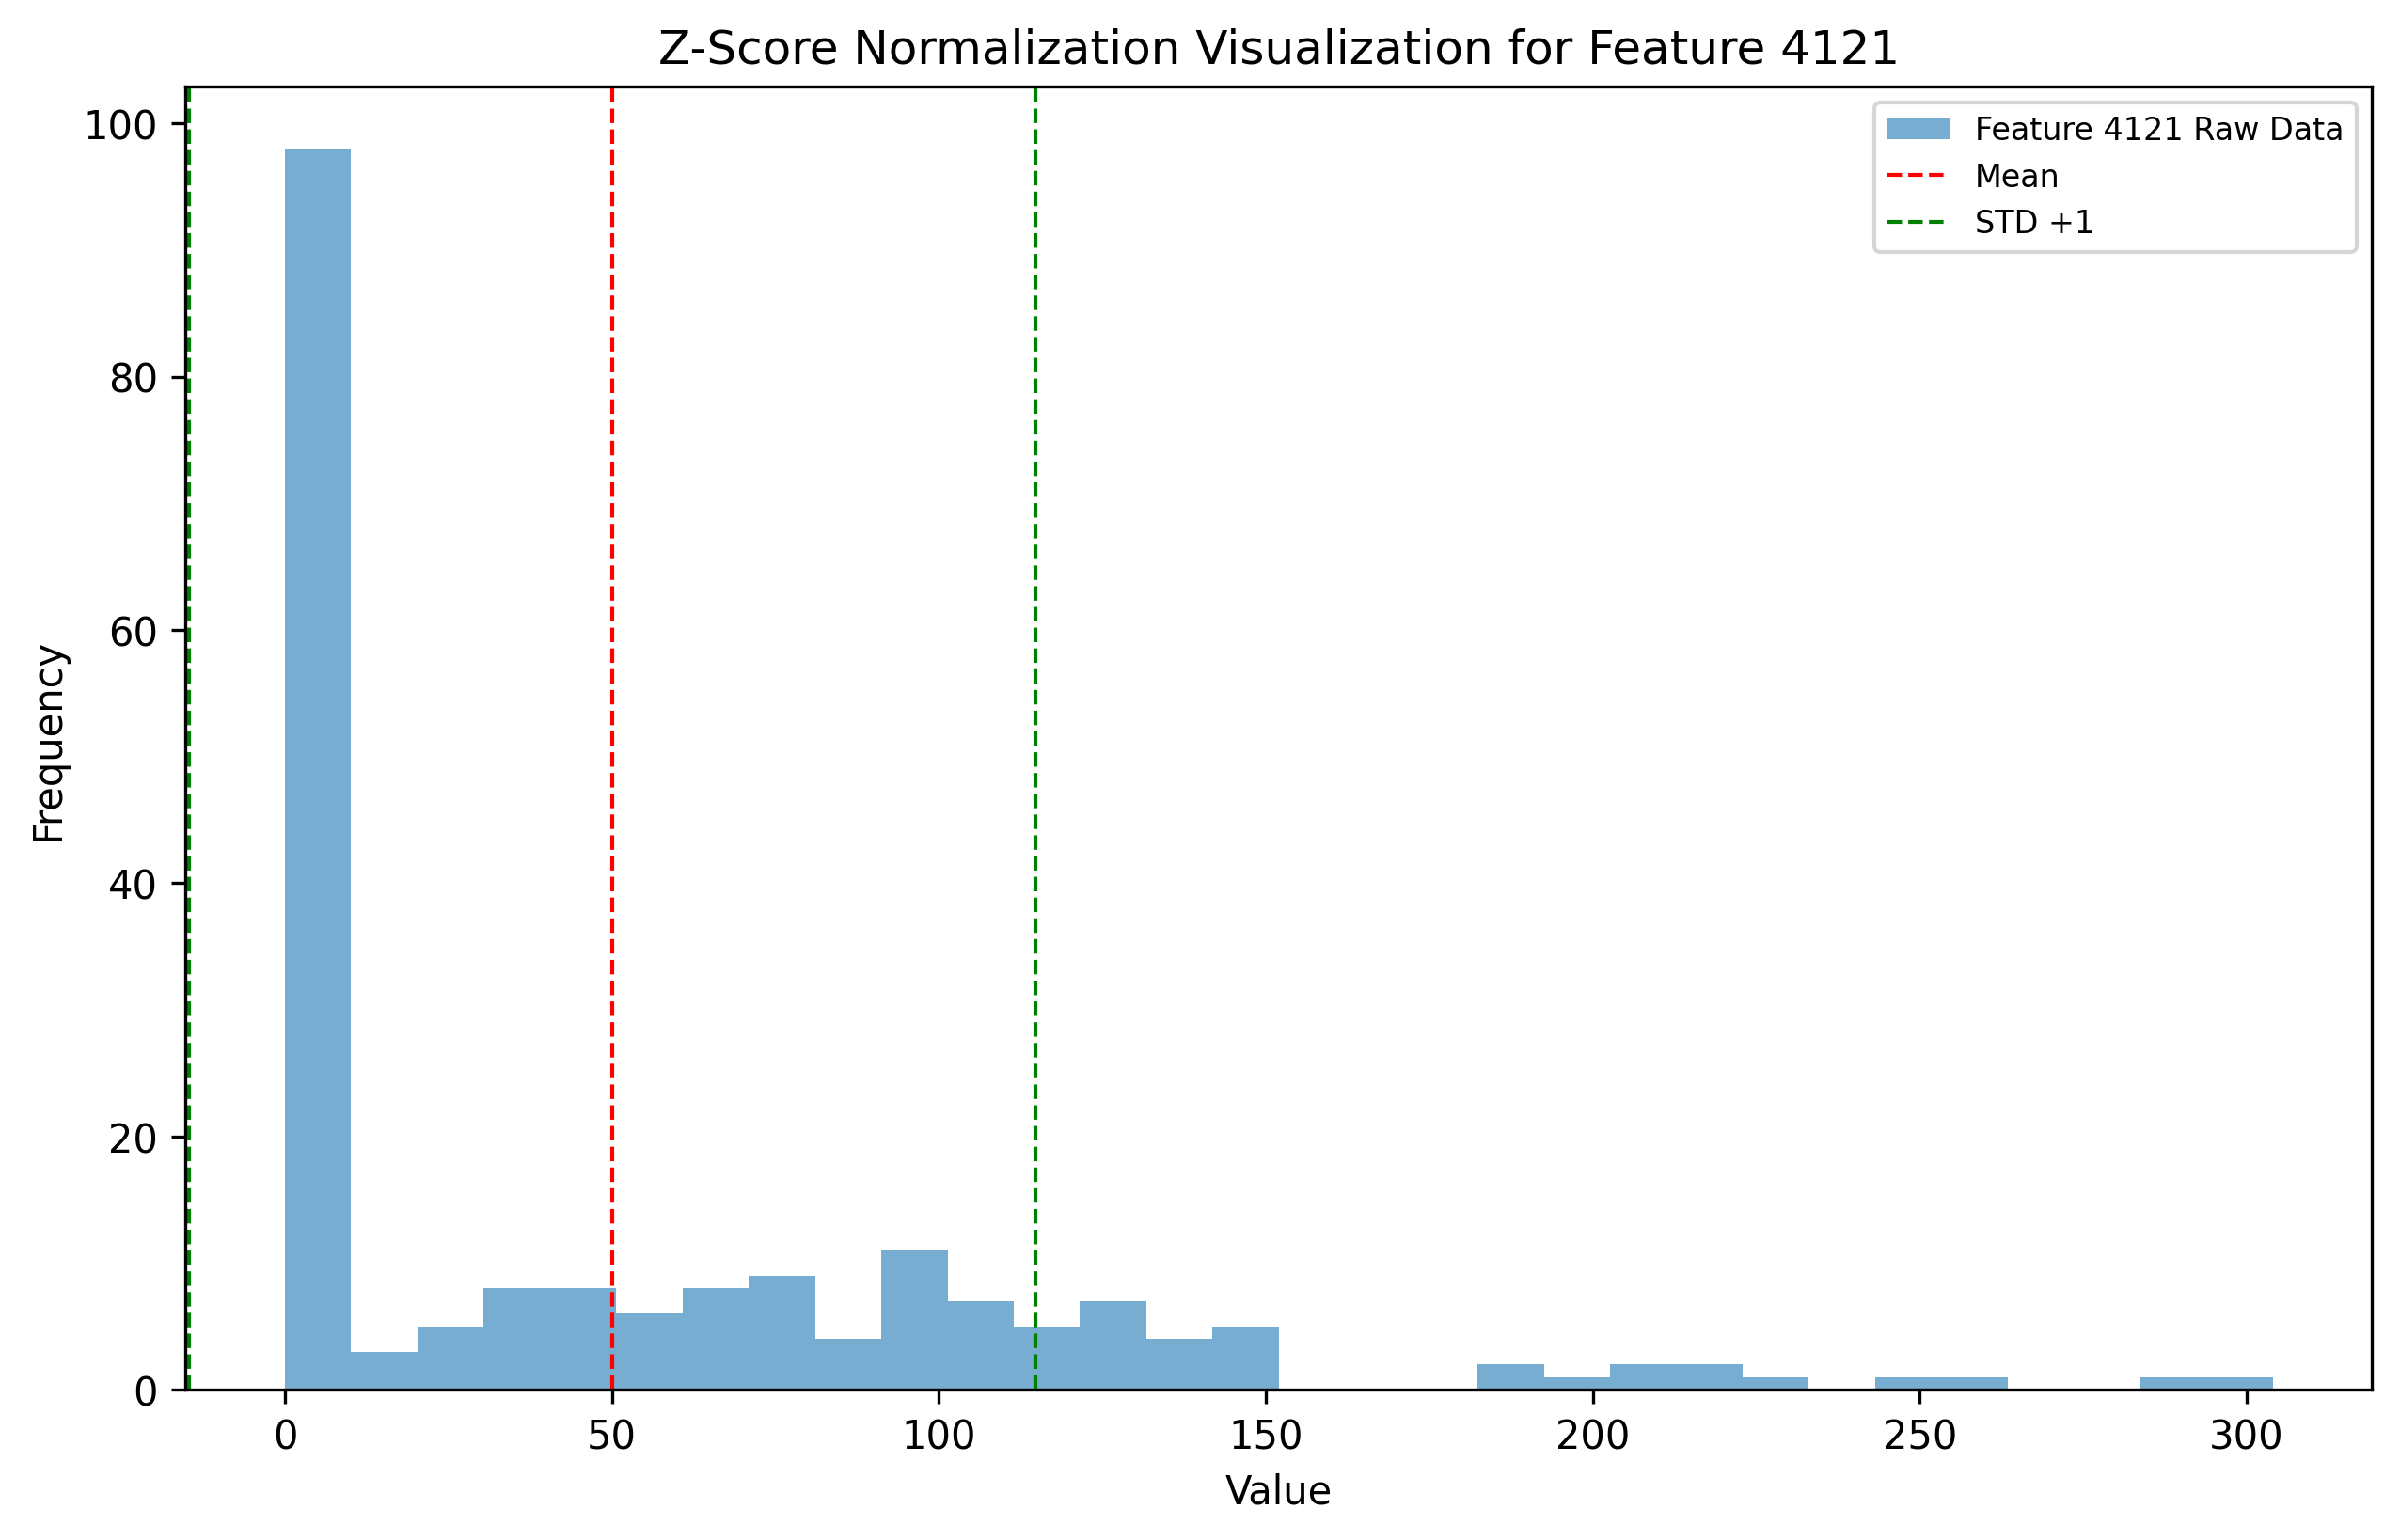 Z-Score Normalization Visualization for Feature 4121
Feature 4121 Raw Data
Mean
STD +1
100
80
60
40
20
0
Frequency
0 50 100 150 200 250 300
Value